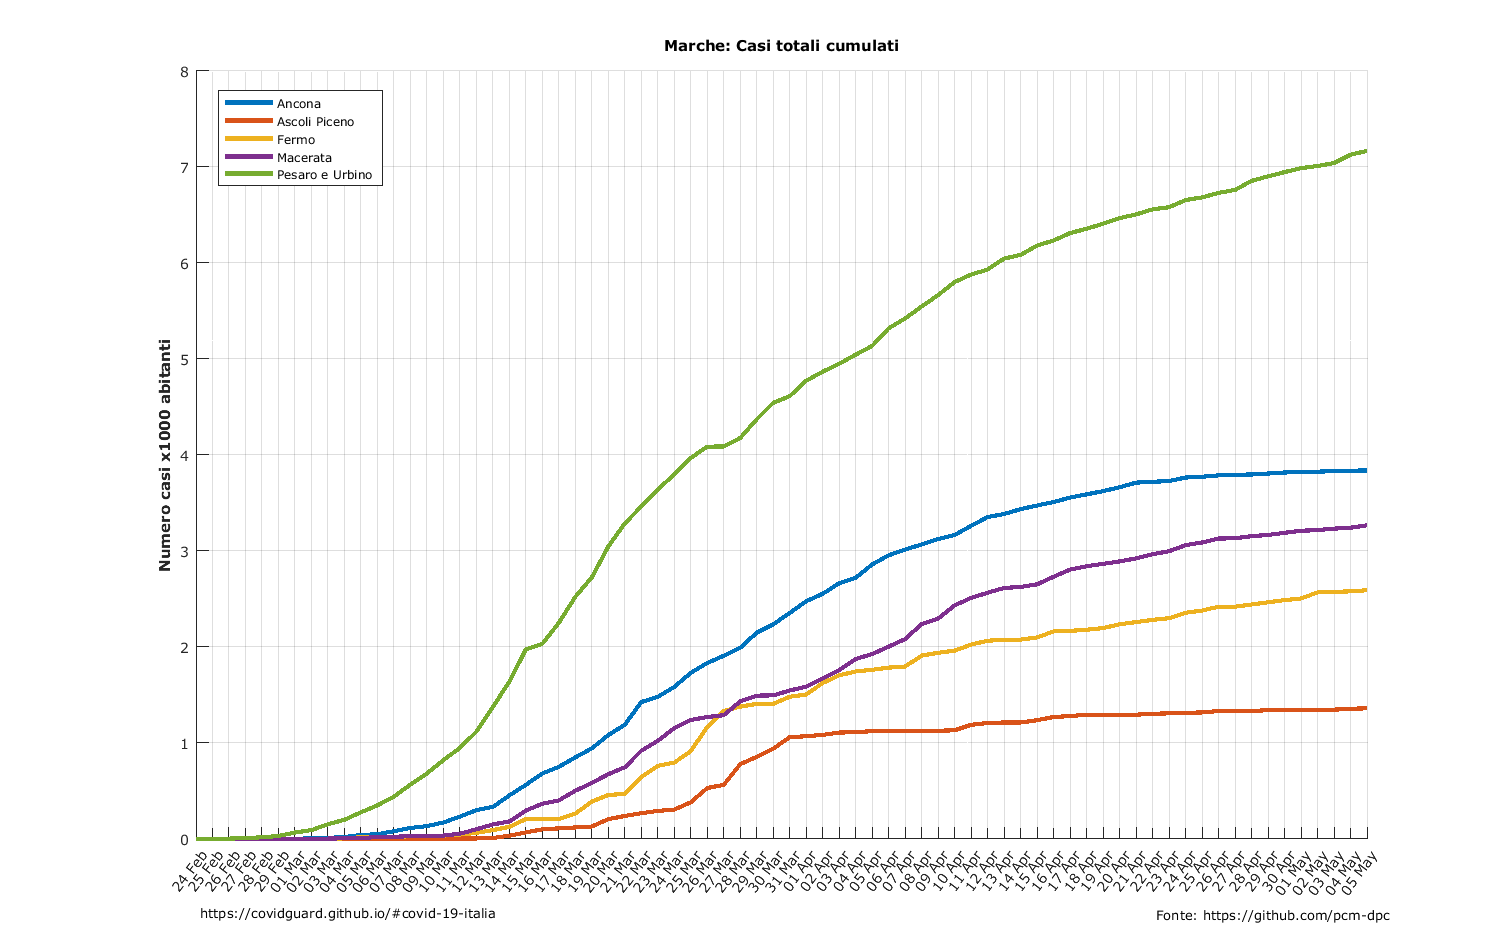 Marche: Casi totali cumulati
Ancona
Ascoli Piceno
Fermo
Macerata
Pesaro e Urbino
Numero casi x1000 abitanti
8
7
6
5
4
3
2
1
0
24 Feb
25 Feb
26 Feb
27 Feb
28 Feb
29 Feb
01 Mar
02 Mar
03 Mar
04 Mar
05 Mar
06 Mar
07 Mar
08 Mar
09 Mar
10 Mar
11 Mar
12 Mar
13 Mar
14 Mar
15 Mar
16 Mar
17 Mar
18 Mar
19 Mar
20 Mar
21 Mar
22 Mar
23 Mar
24 Mar
25 Mar
26 Mar
27 Mar
28 Mar
29 Mar
30 Mar
31 Mar
01 Apr
02 Apr
03 Apr
04 Apr
05 Apr
06 Apr
07 Apr
08 Apr
09 Apr
10 Apr
11 Apr
12 Apr
13 Apr
14 Apr
15 Apr
16 Apr
17 Apr
18 Apr
19 Apr
20 Apr
21 Apr
22 Apr
23 Apr
24 Apr
25 Apr
26 Apr
27 Apr
28 Apr
29 Apr
30 Apr
01 May
02 May
03 May
04 May
05 May
https://covidguard.github.io/#covid-19-italia
Fonte: https://github.com/pcm-dpc